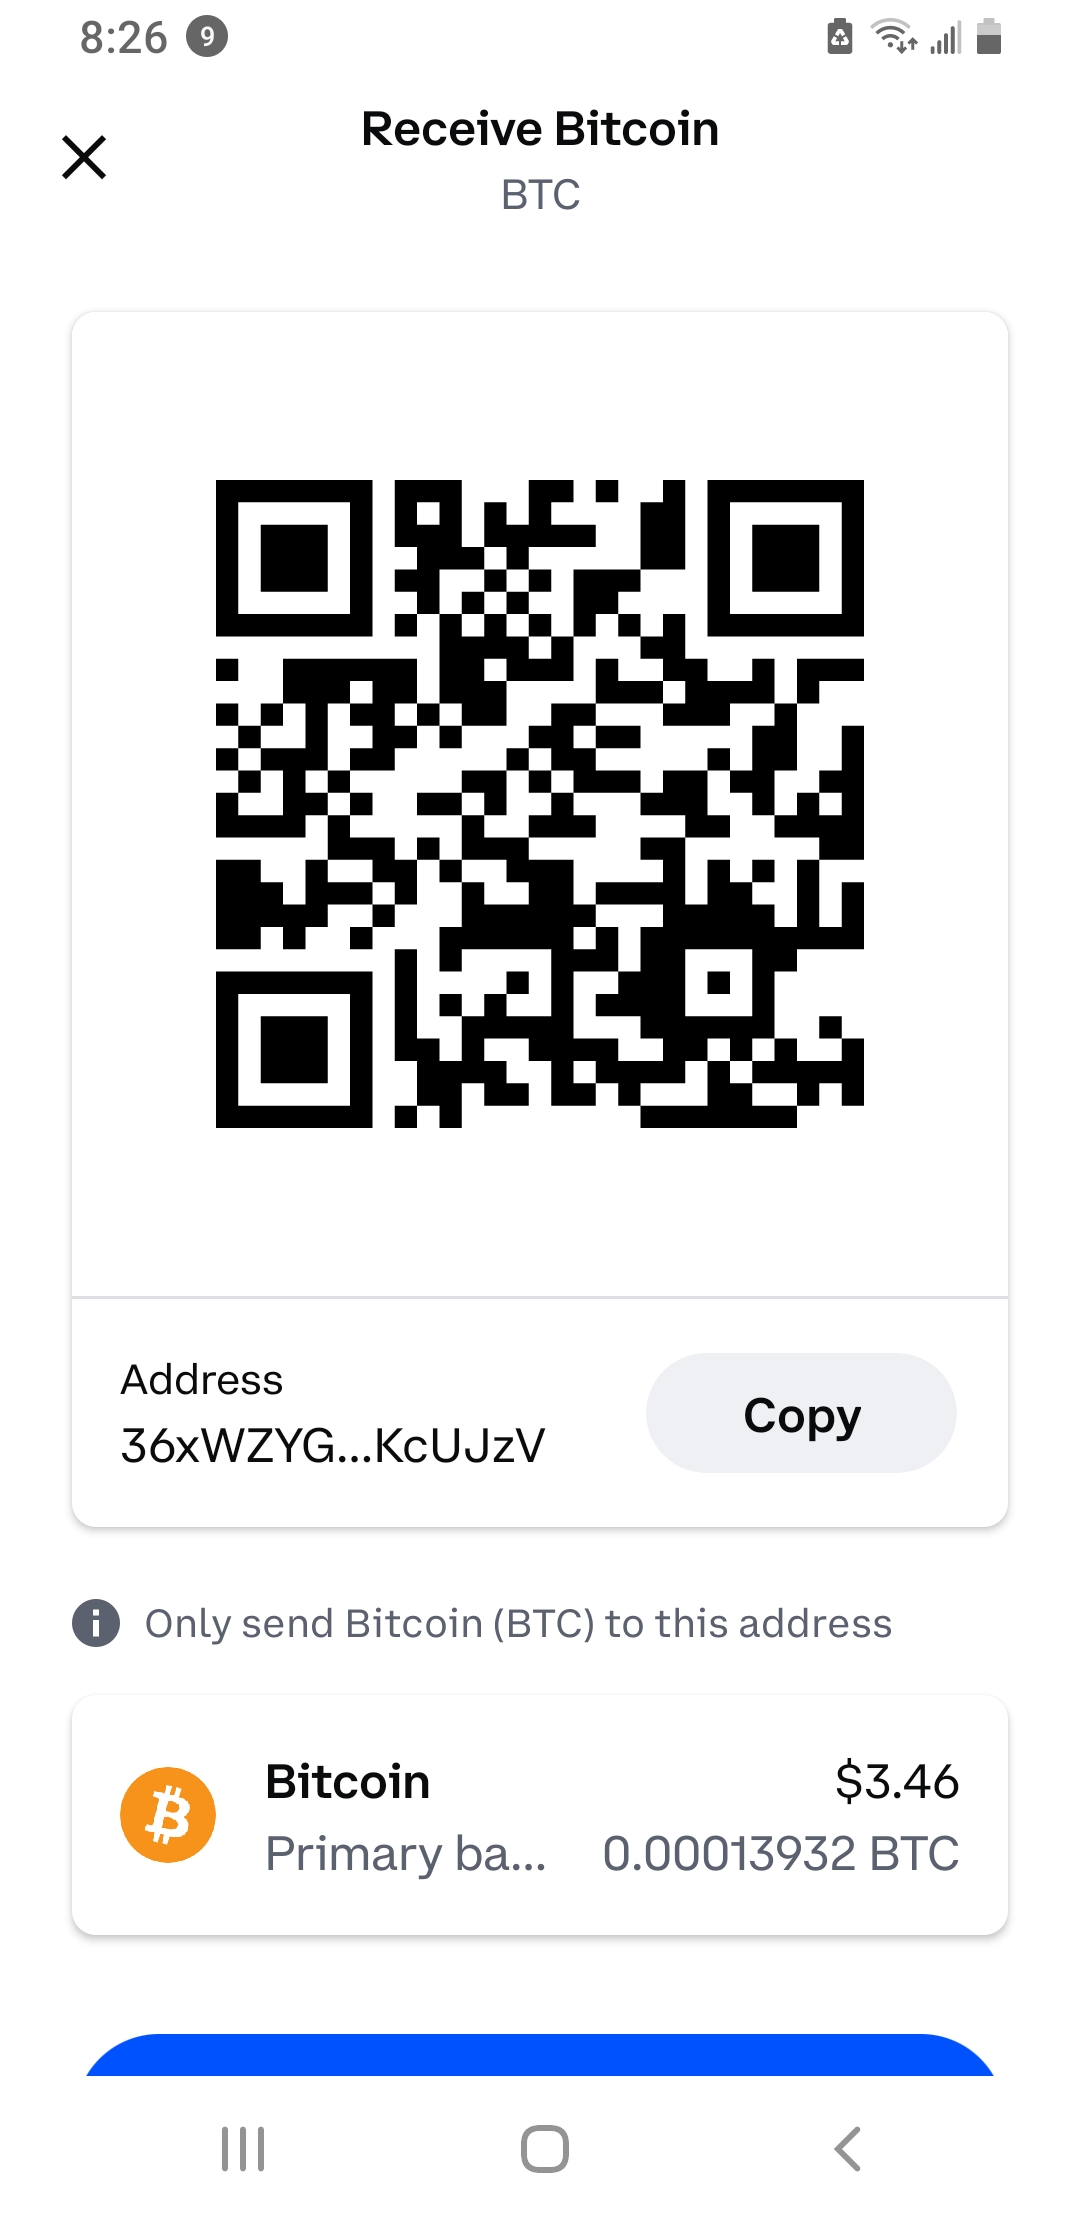 8:26 9
Receive Bitcoin
BTC
Address
36xWZYG...KcUJzV
Copy
Only send Bitcoin (BTC) to this address
Bitcoin $3.46
Primary ba... 0.00013932 BTC